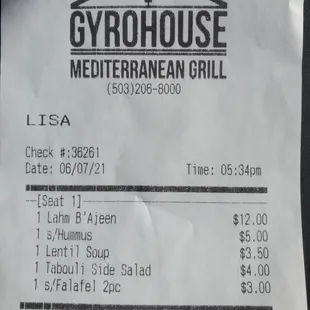 GYROHOUSE
MEDITERRANEAN GRILL
(503)206-8000
LISA
Check #:36261
Date: 06/07/21 Time: 05:34pm
[Seat 1]
1 Lahm B'Ajeen $12.00
1 s/Hummus $5.00
1 Lentil Soup $3.50
1 Tabouli Side Salad $4.00
1 s/Falafel 2pc $3.00